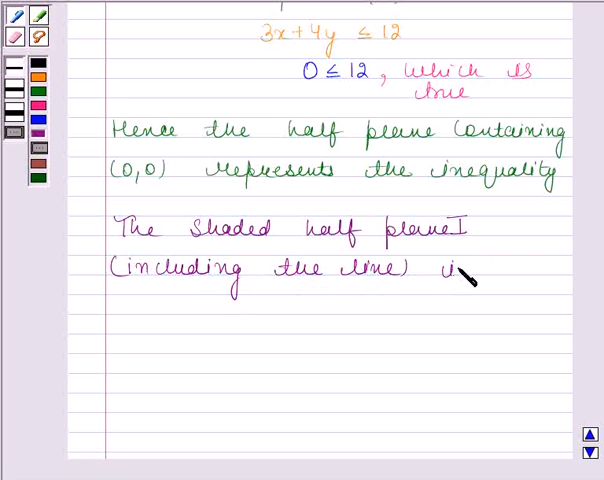 3x+4y ≤ 12
0 ≤ 12, which is
true
Hence the half plane containing
(0,0) represents the inequality
The shaded half plane I
(including the line) i